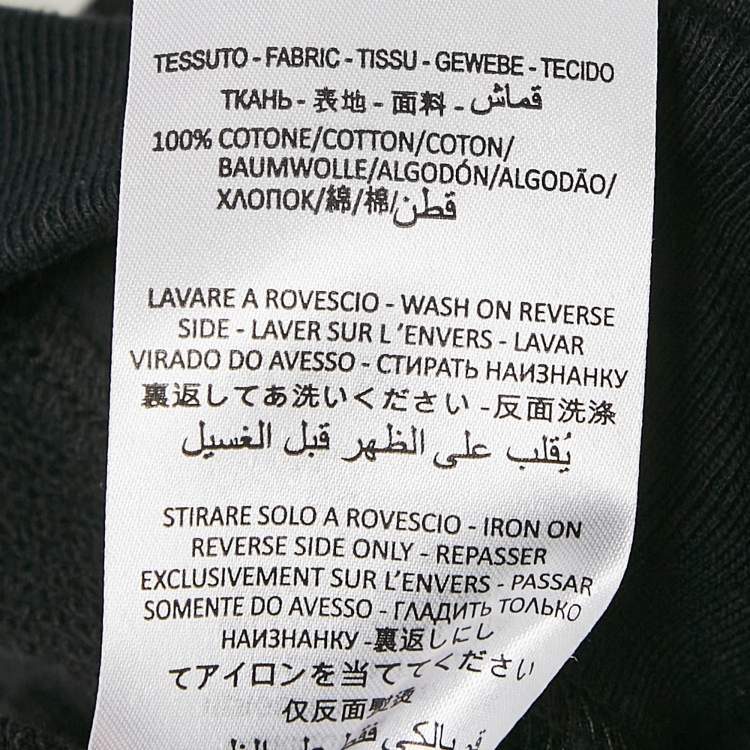 TESSUTO - FABRIC - TISSU - GEWEBE - TECIDO
ТКАНЬ - 表地 - 面料 - قماش
100% COTONE/COTTON/COTON/
BAUMWOLLE/ALGODÓN/ALGODÃO/
ХЛОПОК/綿/棉/قطن
LAVARE A ROVESCIO - WASH ON REVERSE
SIDE - LAVER SUR L'ENVERS - LAVAR
VIRADO DO AVESSO - СТИРАТЬ НАИЗНАНКУ
裏返してあ洗いください -反面洗涤
يُقلب على الظهر قبل الغسيل
STIRARE SOLO A ROVESCIO - IRON ON
REVERSE SIDE ONLY - REPASSER
EXCLUSIVEMENT SUR L'ENVERS - PASSAR
SOMENTE DO AVESSO - ГЛАДИТЬ ТОЛЬКО
НАИЗНАНКУ -裏返しにし
てアイロンを当ててください
仅反面熨烫